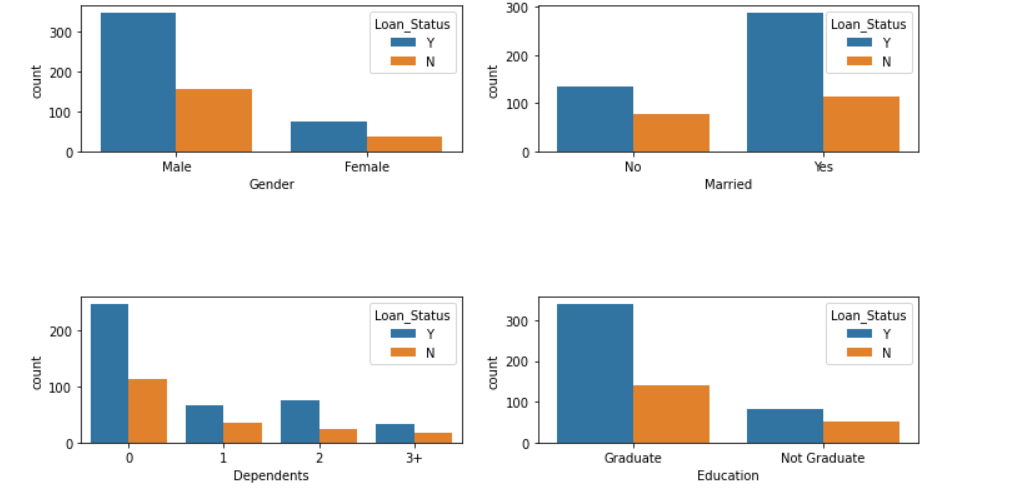 Loan_Status
Y
N
300
200
100
0
count
Male Female
Gender
Loan_Status
Y
N
300
200
100
0
count
No Yes
Married
Loan_Status
Y
N
200
100
0
count
0 1 2 3+
Dependents
Loan_Status
Y
N
300
200
100
0
count
Graduate Not Graduate
Education